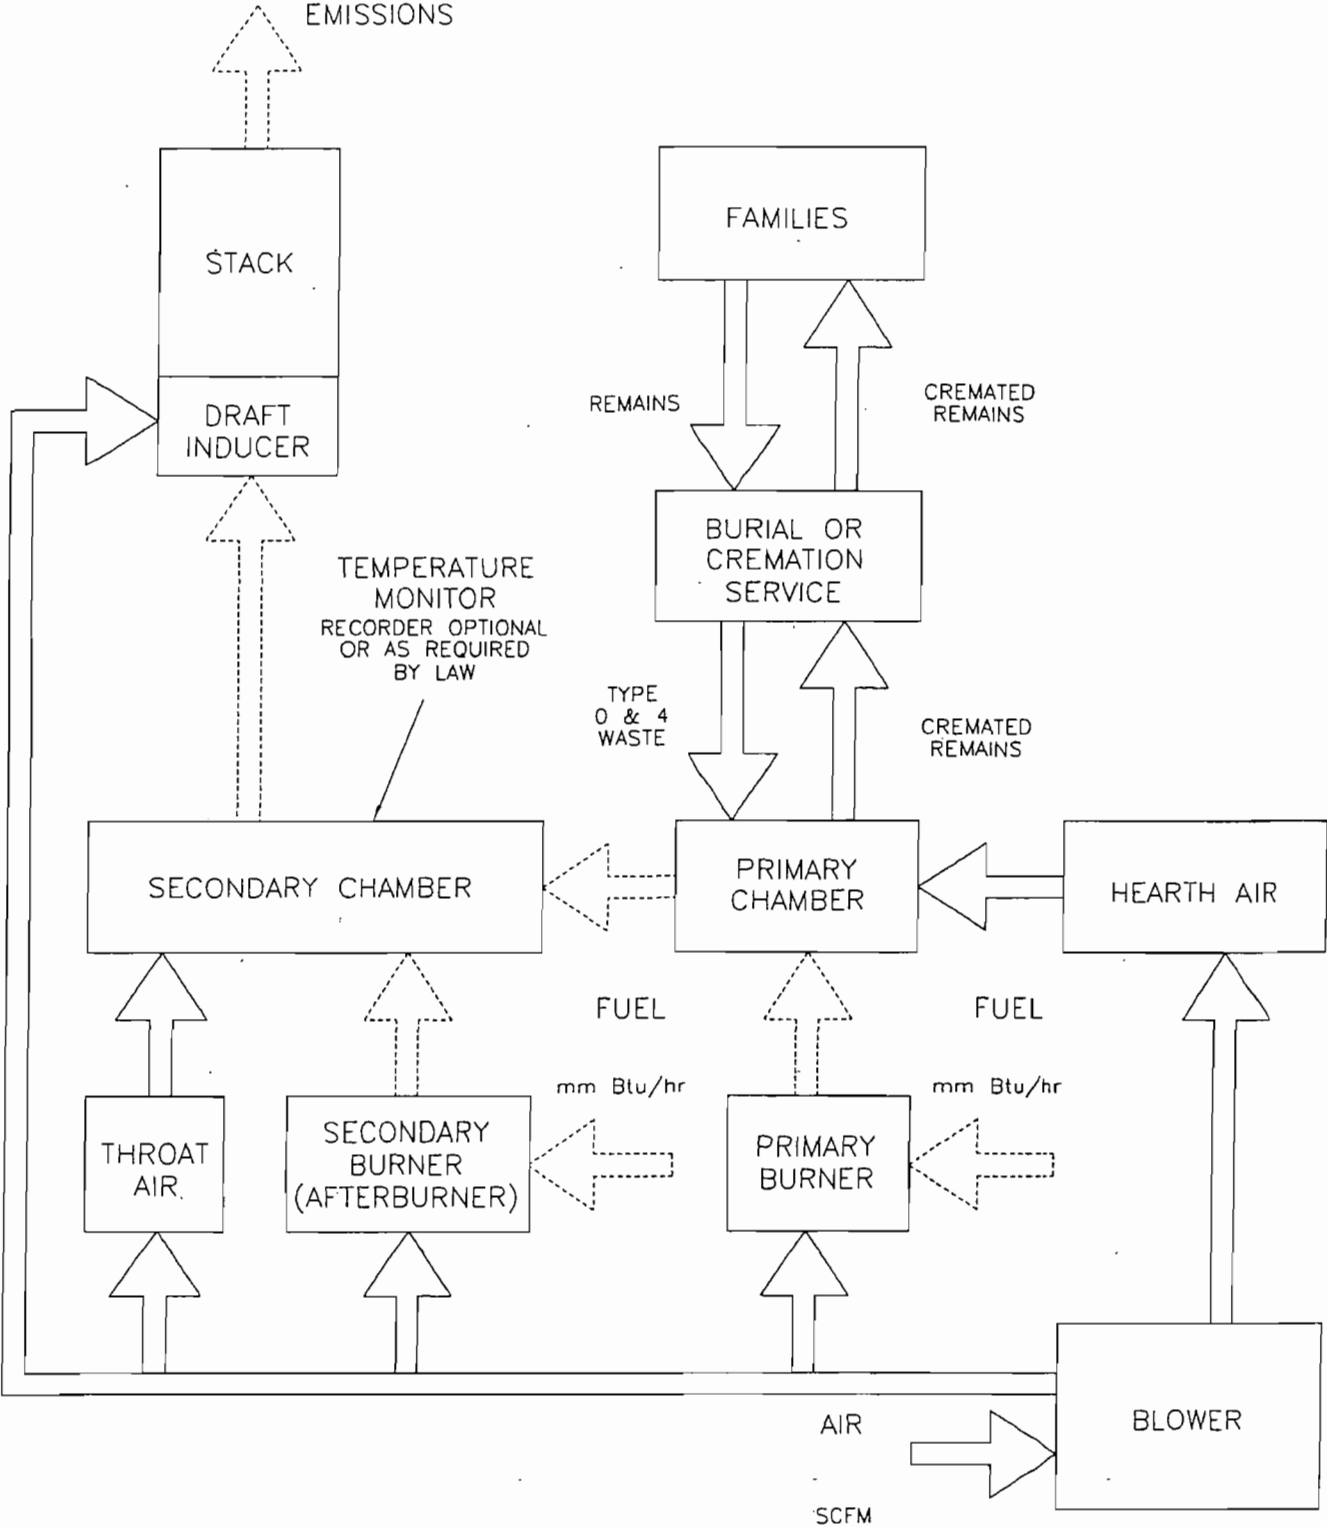 EMISSIONS
STACK
FAMILIES
DRAFT
INDUCER
REMAINS
CREMATED
REMAINS
BURIAL OR
CREMATION
SERVICE
TEMPERATURE
MONITOR
RECORDER OPTIONAL
OR AS REQUIRED
BY LAW
TYPE
0 & 4
WASTE
CREMATED
REMAINS
SECONDARY CHAMBER
PRIMARY
CHAMBER
HEARTH AIR
FUEL
FUEL
mm Btu/hr
mm Btu/hr
THROAT
AIR
SECONDARY
BURNER
(AFTERBURNER)
PRIMARY
BURNER
AIR
BLOWER
SCFM